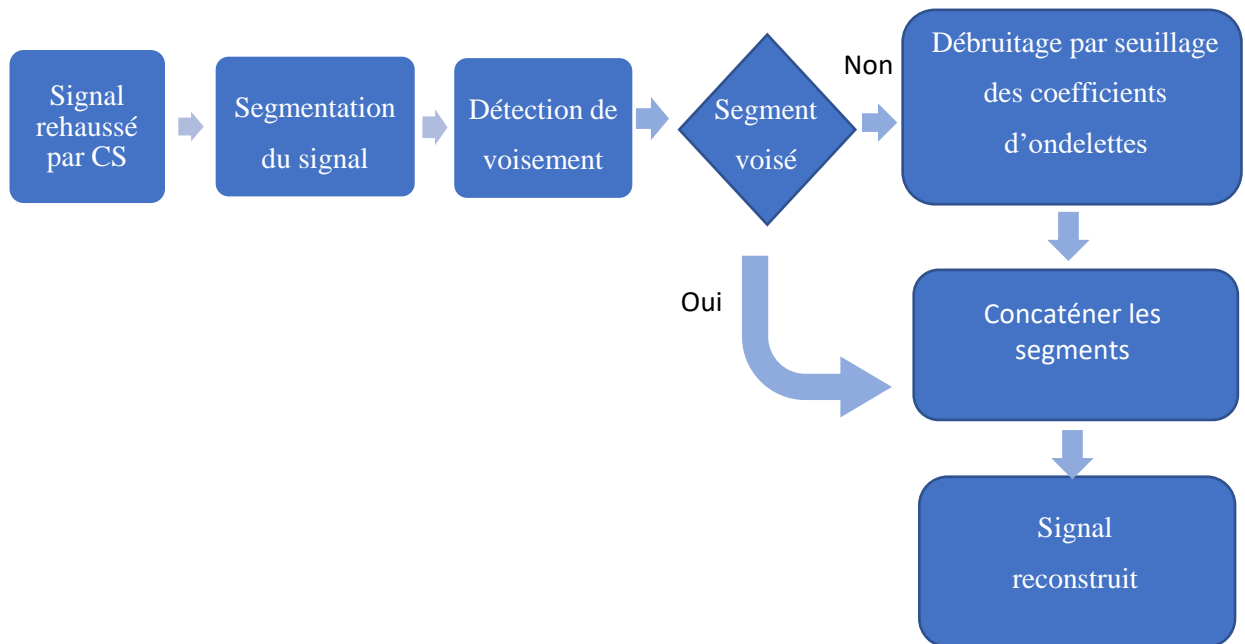 Signal
rehaussé
par CS
Segmentation
du signal
Détection de
voisement
Segment
voisé
Non
Débruitage par seuillage
des coefficients
d’ondelettes
Oui
Concaténer les
segments
Signal
reconstruit